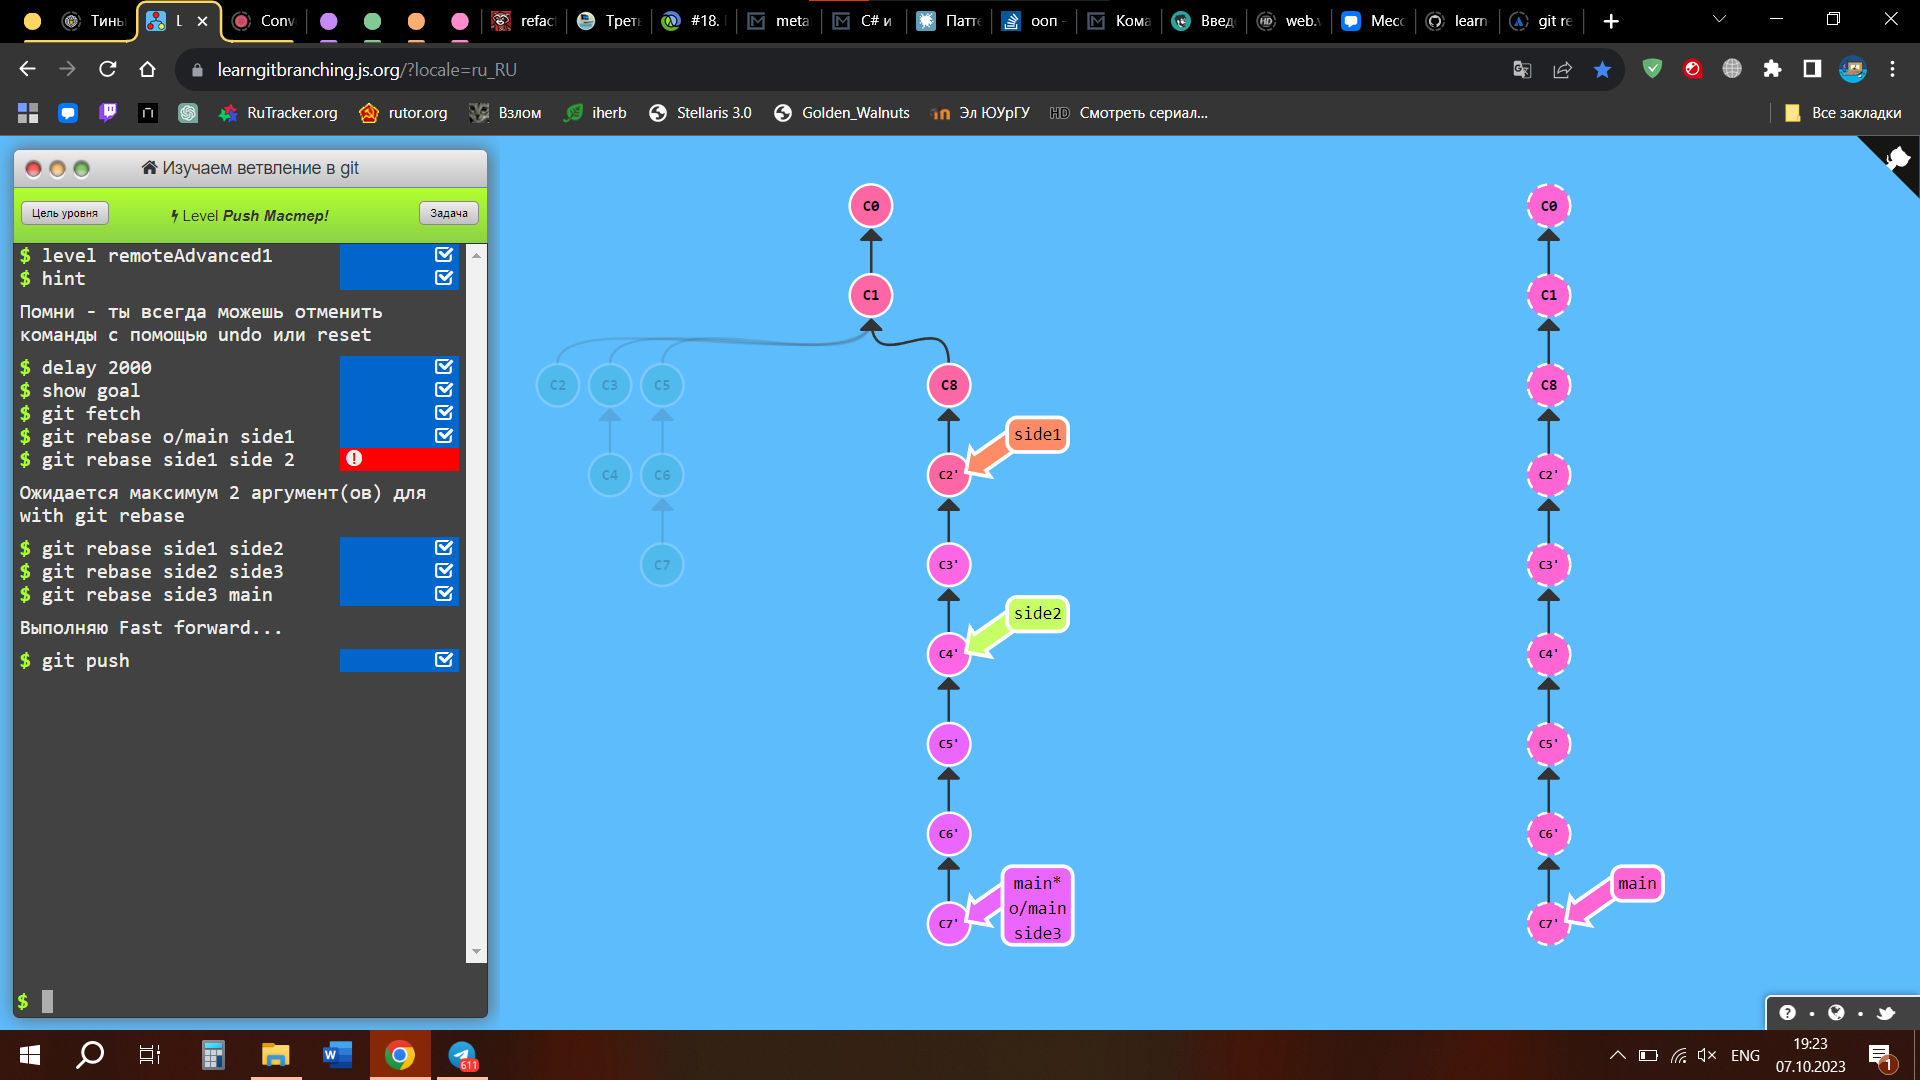 Тинь
L
Conv
refac
Треть
#18.
meta
C# и
Патте
ооп -
Кома
Введ
web.
Месс
learn
git re
learngitbranching.js.org/?locale=ru_RU
RuTracker.org
rutor.org
Взлом
iherb
Stellaris 3.0
Golden_Walnuts
Эл ЮУрГУ
HD Смотреть сериал...
Все закладки
Изучаем ветвление в git
Цель уровня
Level Push Мастер!
Задача
$ level remoteAdvanced1
$ hint
Помни - ты всегда можешь отменить
команды с помощью undo или reset
$ delay 2000
$ show goal
$ git fetch
$ git rebase o/main side1
$ git rebase side1 side 2
Ожидается максимум 2 аргумент(ов) для
with git rebase
$ git rebase side1 side2
$ git rebase side2 side3
$ git rebase side3 main
Выполняю Fast forward...
$ git push
$
C0
C1
C2
C3
C5
C8
side1
C4
C6
C2'
C7
C3'
side2
C4'
C5'
C6'
main*
o/main
side3
C7'
C0
C1
C8
C2'
C3'
C4'
C5'
C6'
main
C7'
611
ENG
19:23
07.10.2023
1